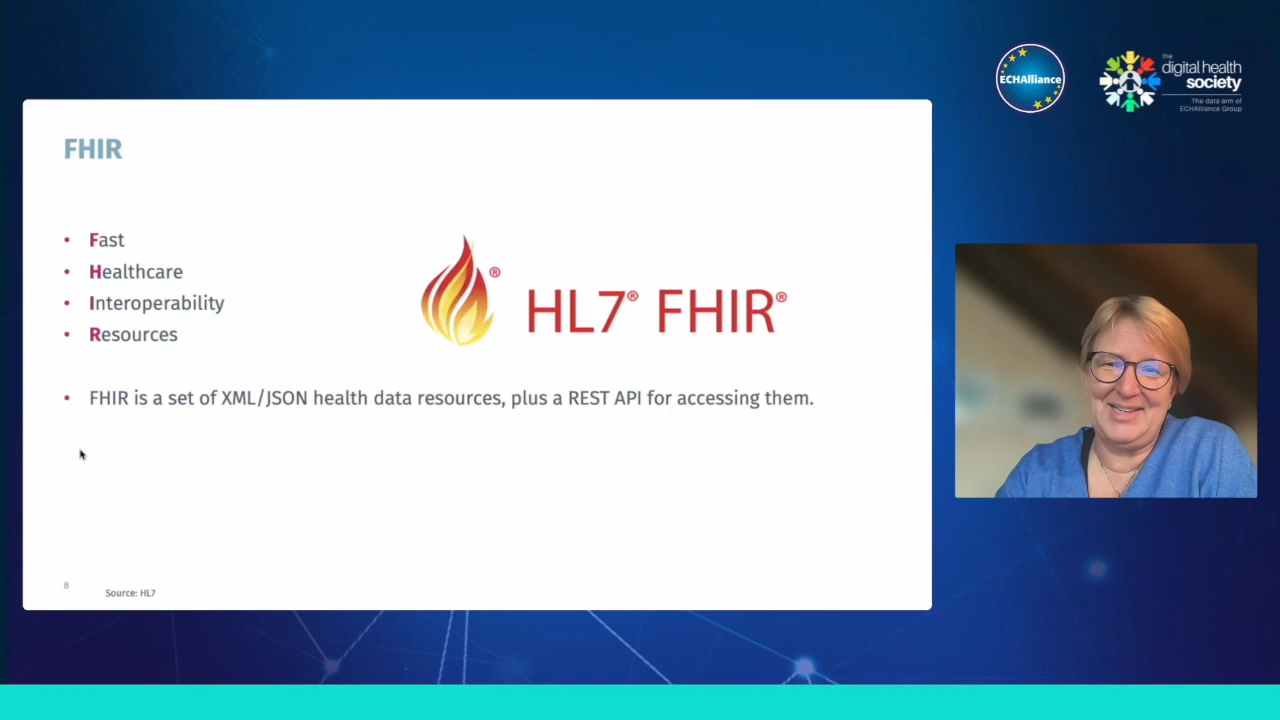 ECHAlliance
the
digital health
society
The data arm of
ECHAlliance Group
FHIR
• Fast
• Healthcare
• Interoperability
• Resources
® HL7® FHIR®
• FHIR is a set of XML/JSON health data resources, plus a REST API for accessing them.
8
Source: HL7